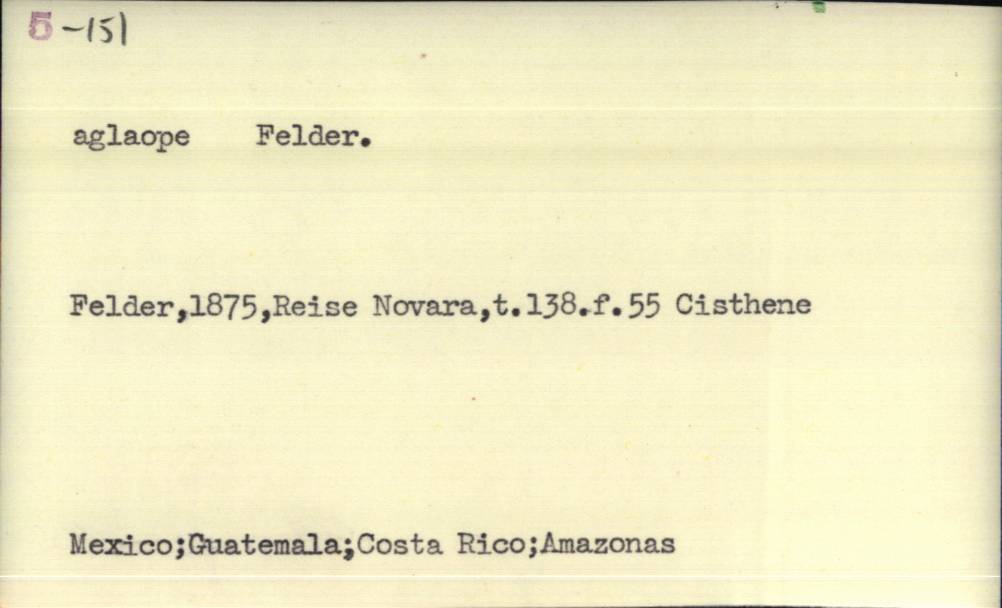 5-151
aglaope Felder.
Felder,1875,Reise Novara,t.138.f.55 Cisthene
Mexico;Guatemala;Costa Rico;Amazonas